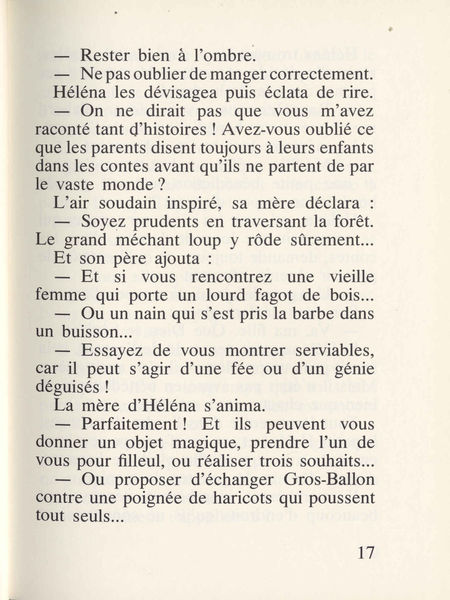 — Rester bien à l'ombre.
— Ne pas oublier de manger correctement.
Héléna les dévisagea puis éclata de rire.
— On ne dirait pas que vous m'avez
raconté tant d'histoires ! Avez-vous oublié ce
que les parents disent toujours à leurs enfants
dans les contes avant qu'ils ne partent de par
le vaste monde ?
L'air soudain inspiré, sa mère déclara :
— Soyez prudents en traversant la forêt.
Le grand méchant loup y rôde sûrement...
Et son père ajouta :
— Et si vous rencontrez une vieille
femme qui porte un lourd fagot de bois...
— Ou un nain qui s'est pris la barbe dans
un buisson...
— Essayez de vous montrer serviables,
car il peut s'agir d'une fée ou d'un génie
déguisés !
La mère d'Héléna s'anima.
— Parfaitement ! Et ils peuvent vous
donner un objet magique, prendre l'un de
vous pour filleul, ou réaliser trois souhaits...
— Ou proposer d'échanger Gros-Ballon
contre une poignée de haricots qui poussent
tout seuls...
17